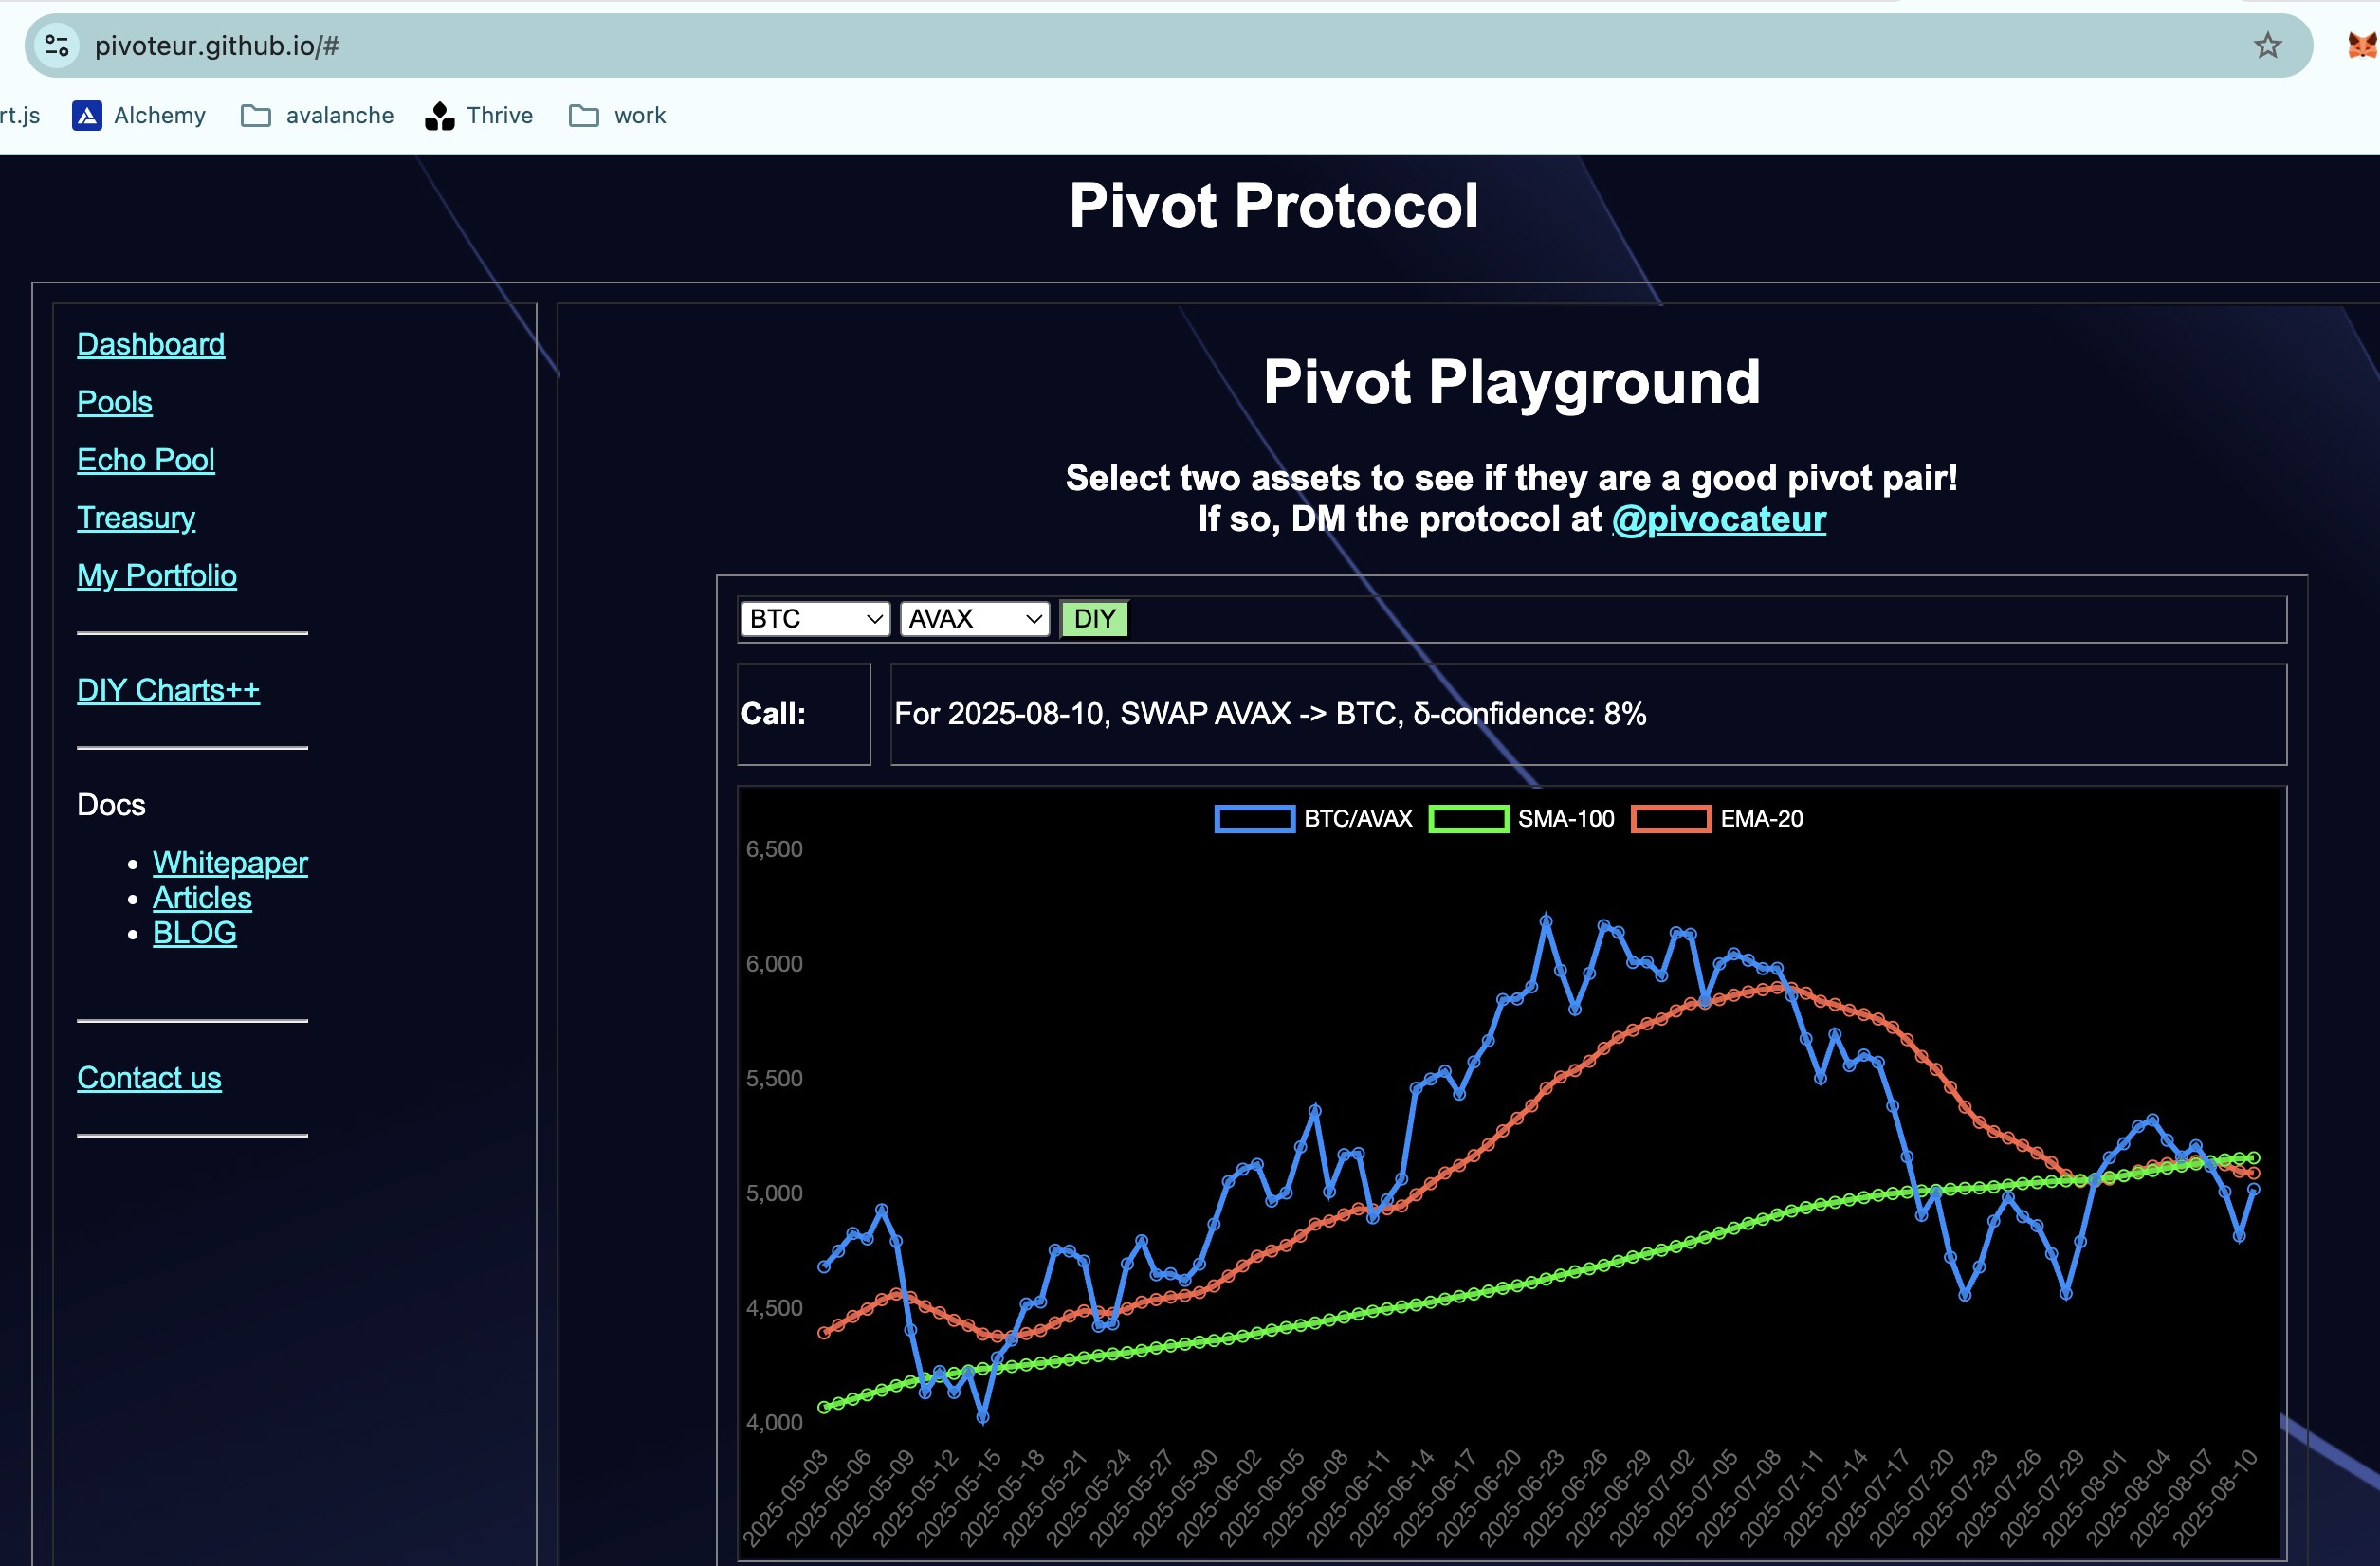 pivoteur.github.io/#
rt.js Alchemy avalanche Thrive work
Pivot Protocol
Dashboard
Pools
Echo Pool
Treasury
My Portfolio
DIY Charts++
Docs
Whitepaper
Articles
BLOG
Contact us
Pivot Playground
Select two assets to see if they are a good pivot pair!
If so, DM the protocol at @pivocateur
BTC AVAX DIY
Call: For 2025-08-10, SWAP AVAX -> BTC, δ-confidence: 8%
BTC/AVAX SMA-100 EMA-20
6,500
6,000
5,500
5,000
4,500
4,000
2025-05-03 2025-05-06 2025-05-09 2025-05-12 2025-05-15 2025-05-18 2025-05-21 2025-05-24 2025-05-27 2025-05-30 2025-06-02 2025-06-05 2025-06-08 2025-06-11 2025-06-14 2025-06-17 2025-06-20 2025-06-23 2025-06-26 2025-06-29 2025-07-02 2025-07-05 2025-07-08 2025-07-11 2025-07-14 2025-07-17 2025-07-20 2025-07-23 2025-07-26 2025-07-29 2025-08-01 2025-08-04 2025-08-07 2025-08-10